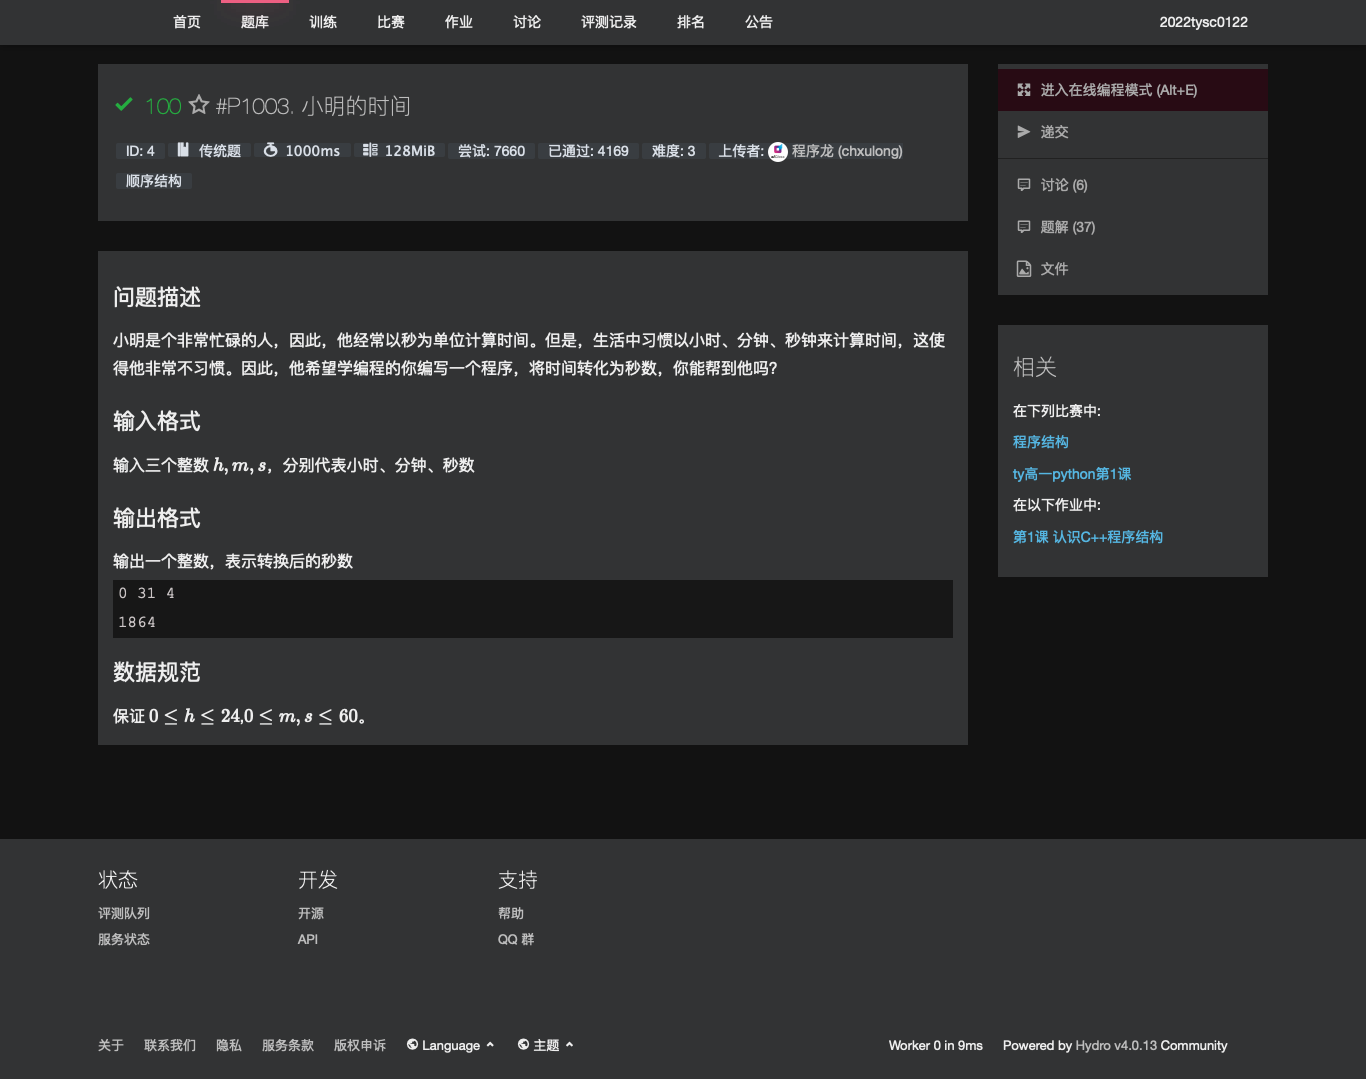 首页 题库 训练 比赛 作业 讨论 评测记录 排名 公告 2022tysc0122
100 #P1003. 小明的时间
ID: 4 传统题 1000ms 128MiB 尝试: 7660 已通过: 4169 难度: 3 上传者: 程序龙 (chxulong)
顺序结构
进入在线编程模式 (Alt+E)
递交
讨论 (6)
题解 (37)
文件
问题描述
小明是个非常忙碌的人，因此，他经常以秒为单位计算时间。但是，生活中习惯以小时、分钟、秒钟来计算时间，这使
得他非常不习惯。因此，他希望学编程的你编写一个程序，将时间转化为秒数，你能帮到他吗?
输入格式
输入三个整数 h, m, s，分别代表小时、分钟、秒数
输出格式
输出一个整数，表示转换后的秒数
0 31 4
1864
数据规范
保证 0 ≤ h ≤ 24,0 ≤ m, s ≤ 60。
相关
在下列比赛中:
程序结构
ty高一python第1课
在以下作业中:
第1课 认识C++程序结构
状态
评测队列
服务状态
开发
开源
API
支持
帮助
QQ 群
关于 联系我们 隐私 服务条款 版权申诉 Language 主题 Worker 0 in 9ms Powered by Hydro v4.0.13 Community